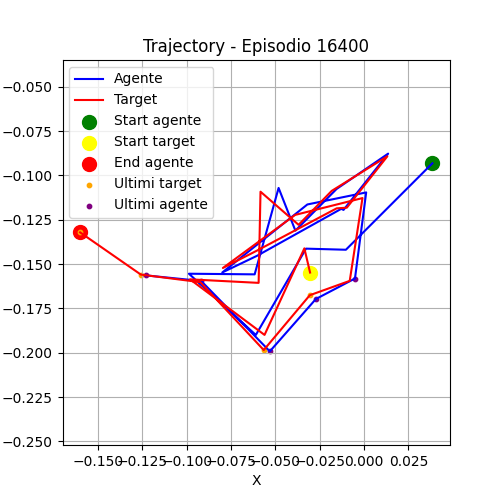 Trajectory - Episodio 16400
Agente
Target
Start agente
Start target
End agente
Ultimi target
Ultimi agente
−0.050
−0.075
−0.100
−0.125
−0.150
−0.175
−0.200
−0.225
−0.250
−0.150 −0.125 −0.100 −0.075 −0.050 −0.025 0.000 0.025
X